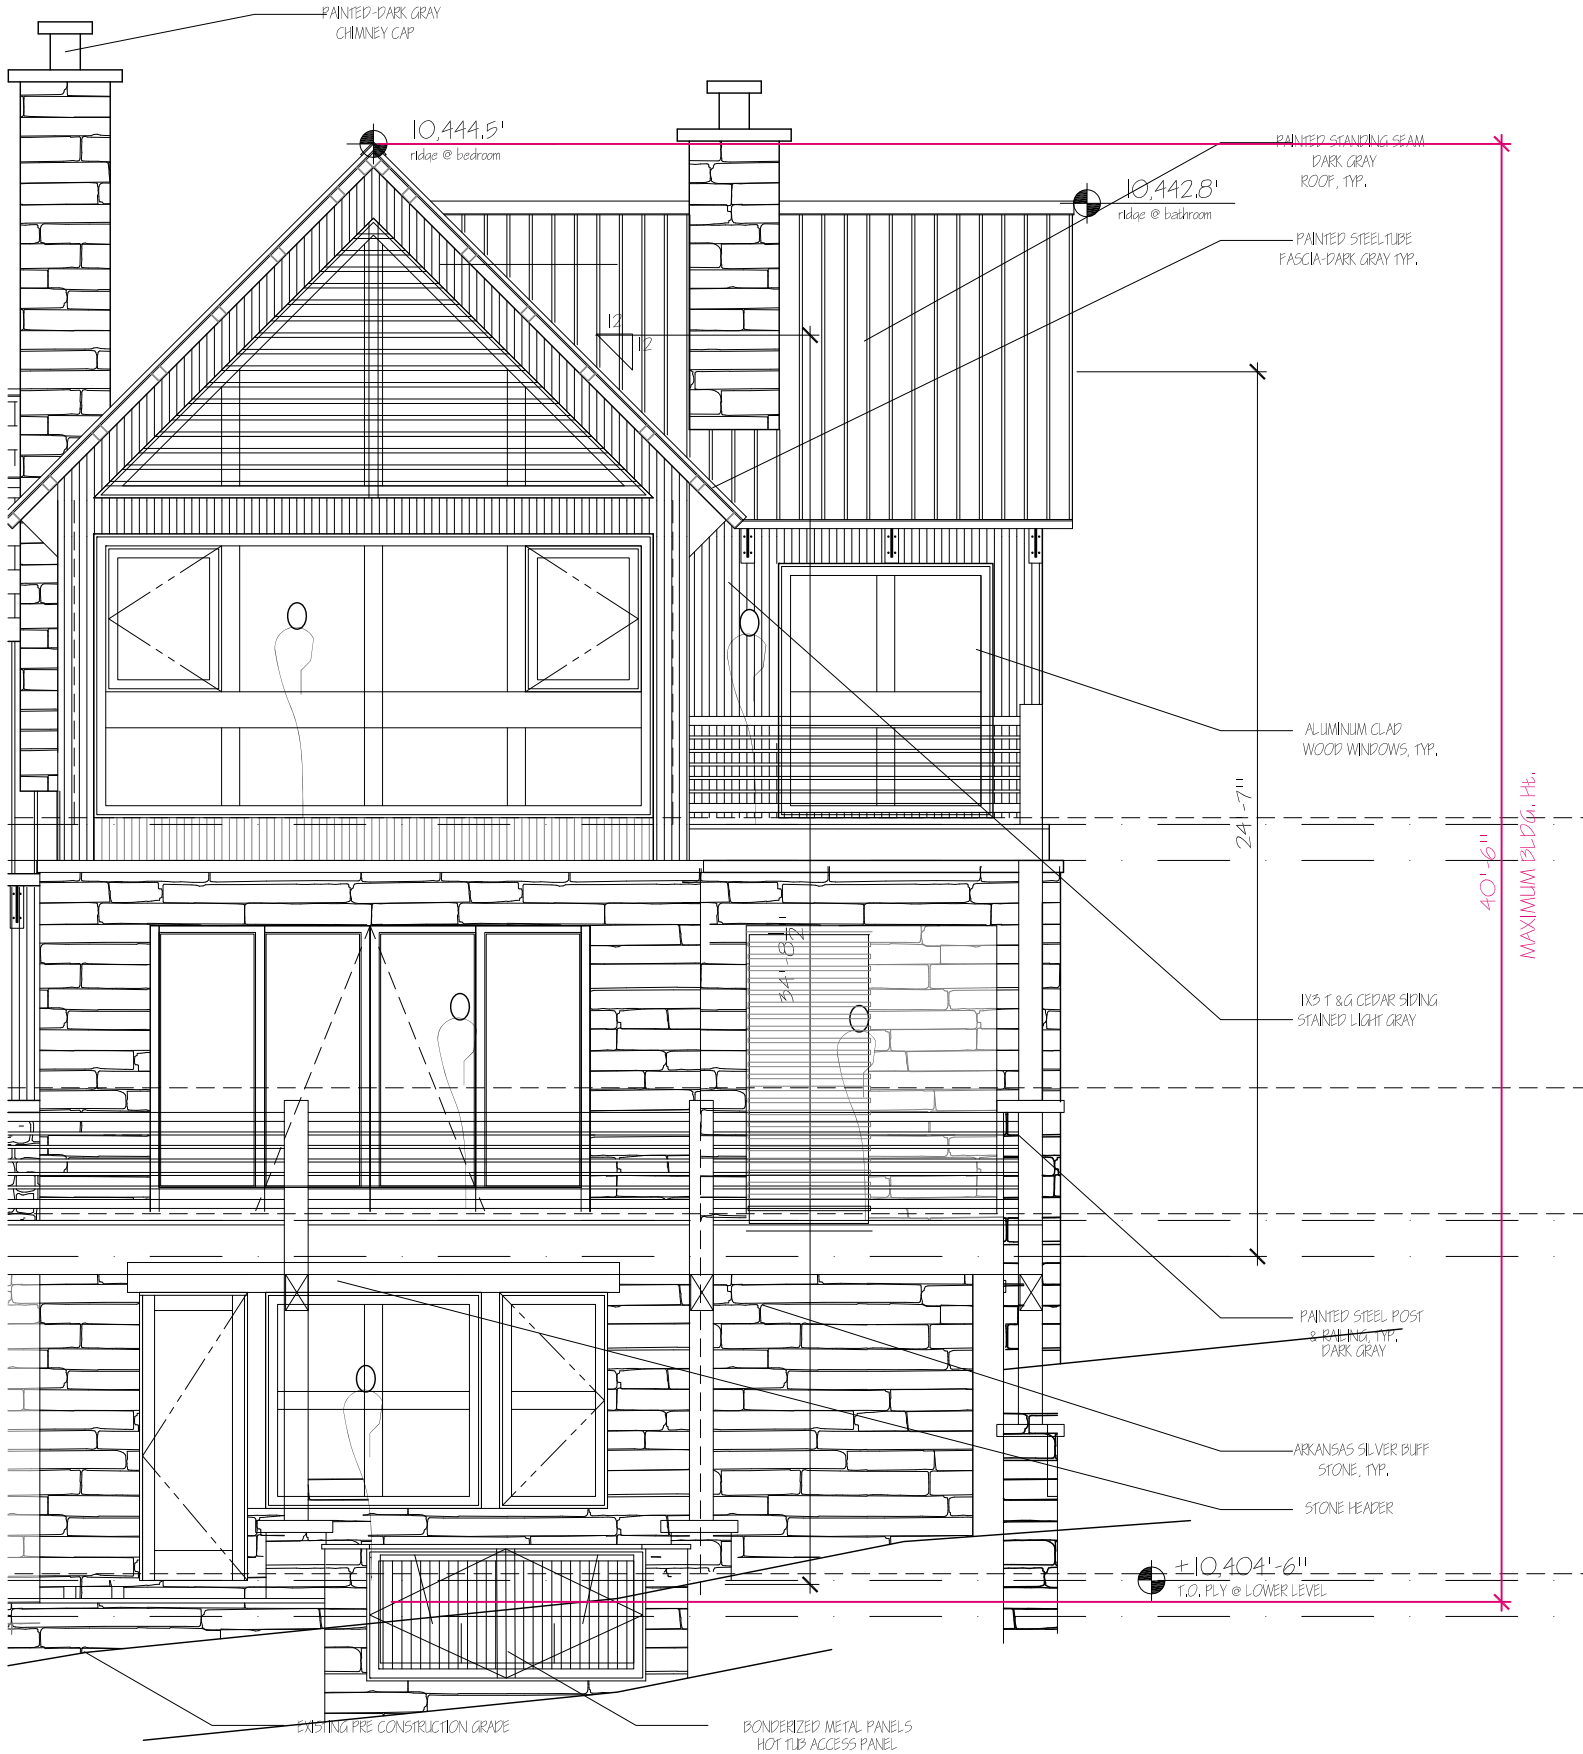 PAINTED-DARK GRAY
CHIMNEY CAP
10,444.5'
ridge @ bedroom
10,442.8'
ridge @ bathroom
PAINTED STANDING SEAM
DARK GRAY
ROOF, TYP.
PAINTED STEEL TUBE
FASCIA-DARK GRAY TYP.
12
12
ALUMINUM CLAD
WOOD WINDOWS, TYP.
24'-7"
40'-6"
MAXIMUM BLDG. Ht.
34'-8 1/2"
1X3 T &G CEDAR SIDING
STAINED LIGHT GRAY
PAINTED STEEL POST
& RAILING, TYP.
DARK GRAY
ARKANSAS SILVER BUFF
STONE, TYP.
STONE HEADER
±10,404'-6"
T.O. PLY @ LOWER LEVEL
EXISTING PRE CONSTRUCTION GRADE
BONDERIZED METAL PANELS
HOT TUB ACCESS PANEL